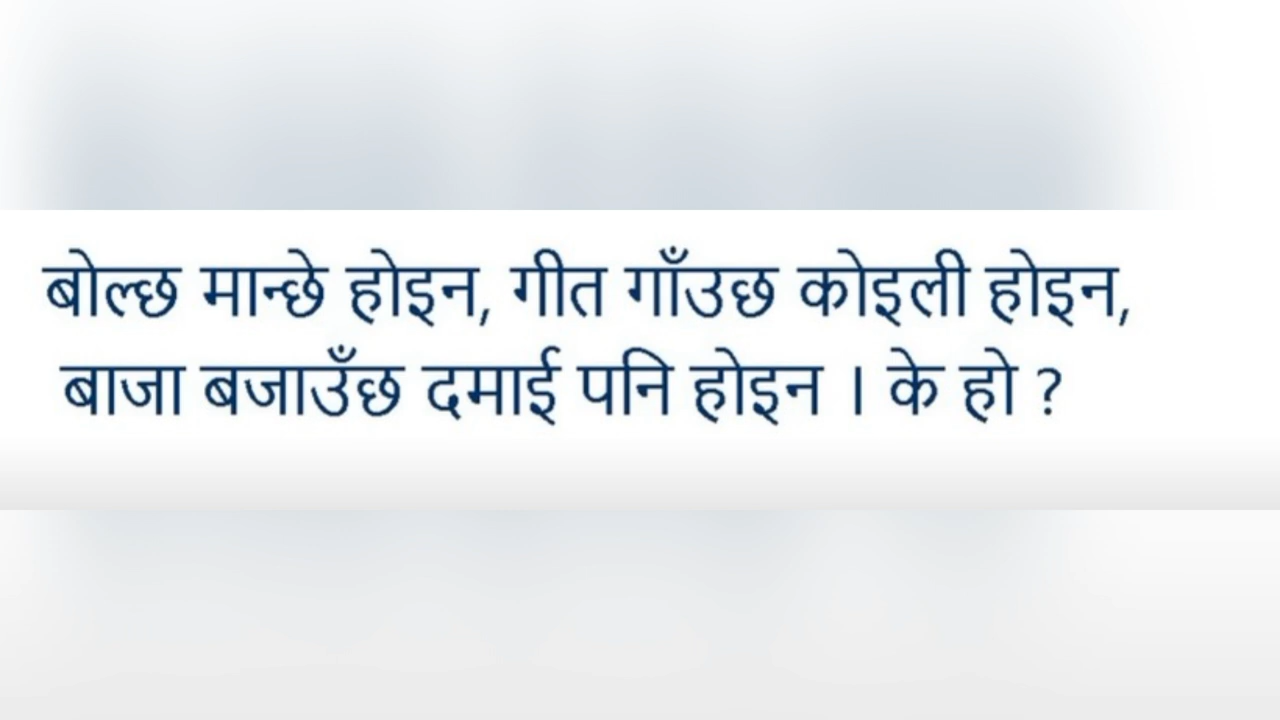 बोल्छ मान्छे होइन, गीत गाँउछ कोइली होइन,
बाजा बजाउँछ दमाई पनि होइन । के हो ?